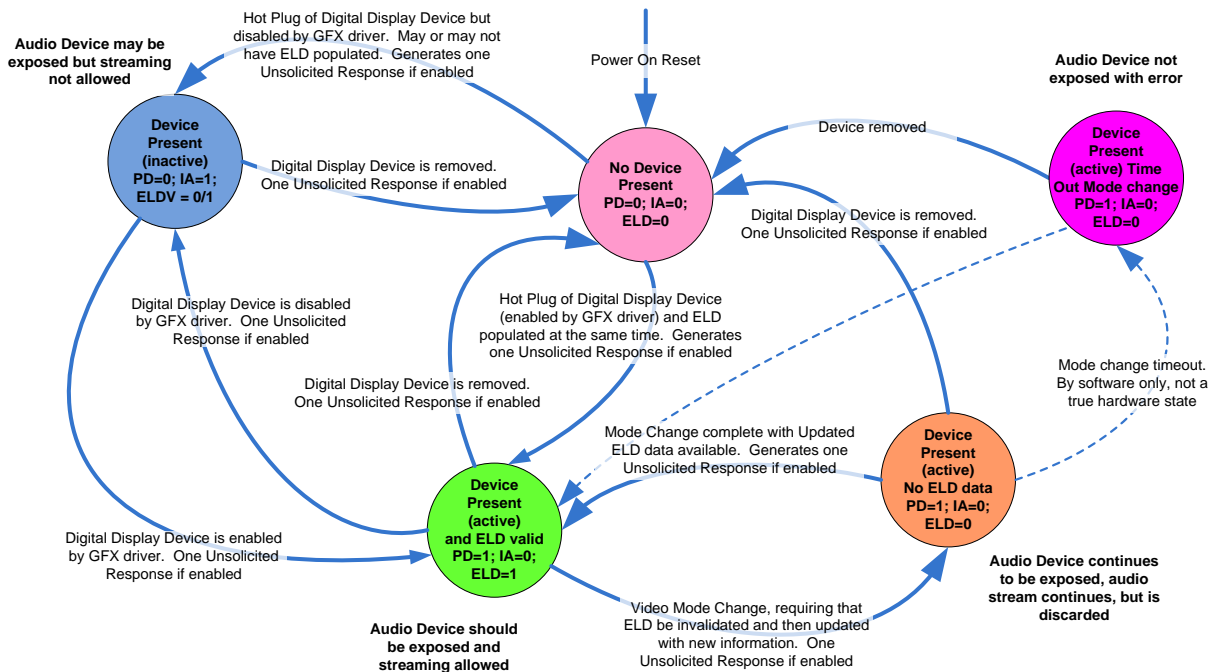 Hot Plug of Digital Display Device but
disabled by GFX driver.  May or may not
have ELD populated.  Generates one
Unsolicited Response if enabled
Audio Device may be
exposed but streaming
not allowed
Power On Reset
Audio Device not
exposed with error
Device
Present
(inactive)
PD=0; IA=1;
ELDV = 0/1
Digital Display Device is removed.
One Unsolicited Response if enabled
No Device
Present
PD=0; IA=0;
ELD=0
Device removed
Device
Present
(active) Time
Out Mode change
PD=1; IA=0;
ELD=0
Digital Display Device is removed.
One Unsolicited Response if enabled
Digital Display Device is disabled
by GFX driver.  One Unsolicited
Response if enabled
Hot Plug of Digital Display Device
(enabled by GFX driver) and ELD
populated at the same time.  Generates
one Unsolicited Response if enabled
Digital Display Device is removed.
One Unsolicited Response if enabled
Mode change timeout.
By software only, not a
true hardware state
Mode Change complete with Updated
ELD data available.  Generates one
Unsolicited Response if enabled
Device
Present
(active)
No ELD data
PD=1; IA=0;
ELD=0
Device
Present
(active)
and ELD valid
PD=1; IA=0;
ELD=1
Digital Display Device is enabled
by GFX driver.  One Unsolicited
Response if enabled
Audio Device should
be exposed and
streaming allowed
Video Mode Change, requiring that
ELD be invalidated and then updated
with new information.  One
Unsolicited Response if enabled
Audio Device continues
to be exposed, audio
stream continues, but is
discarded